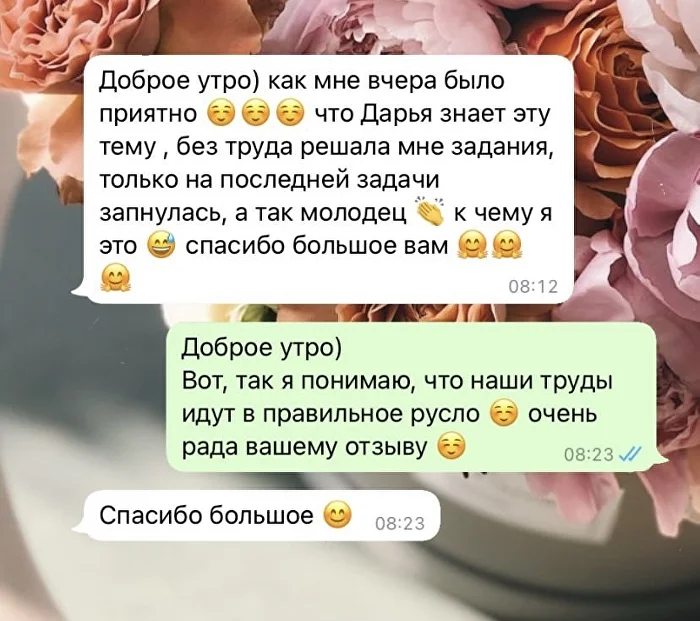 Доброе утро) как мне вчера было
приятно ☺️☺️☺️ что Дарья знает эту
тему , без труда решала мне задания,
только на последней задачи
запнулась, а так молодец 👏 к чему я
это 😅 спасибо большое вам 🤗🤗
🤗
08:12
Доброе утро)
Вот, так я понимаю, что наши труды
идут в правильное русло ☺️ очень
рада вашему отзыву ☺️
08:23
Спасибо большое 😊
08:23